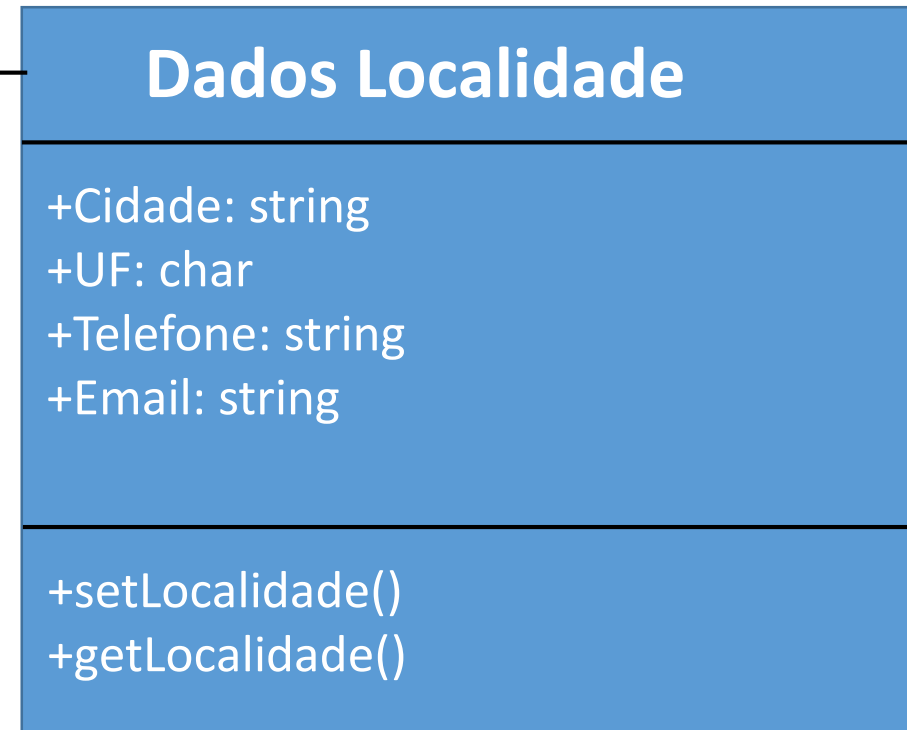 Dados Localidade
+Cidade: string
+UF: char
+Telefone: string
+Email: string
+setLocalidade()
+getLocalidade()